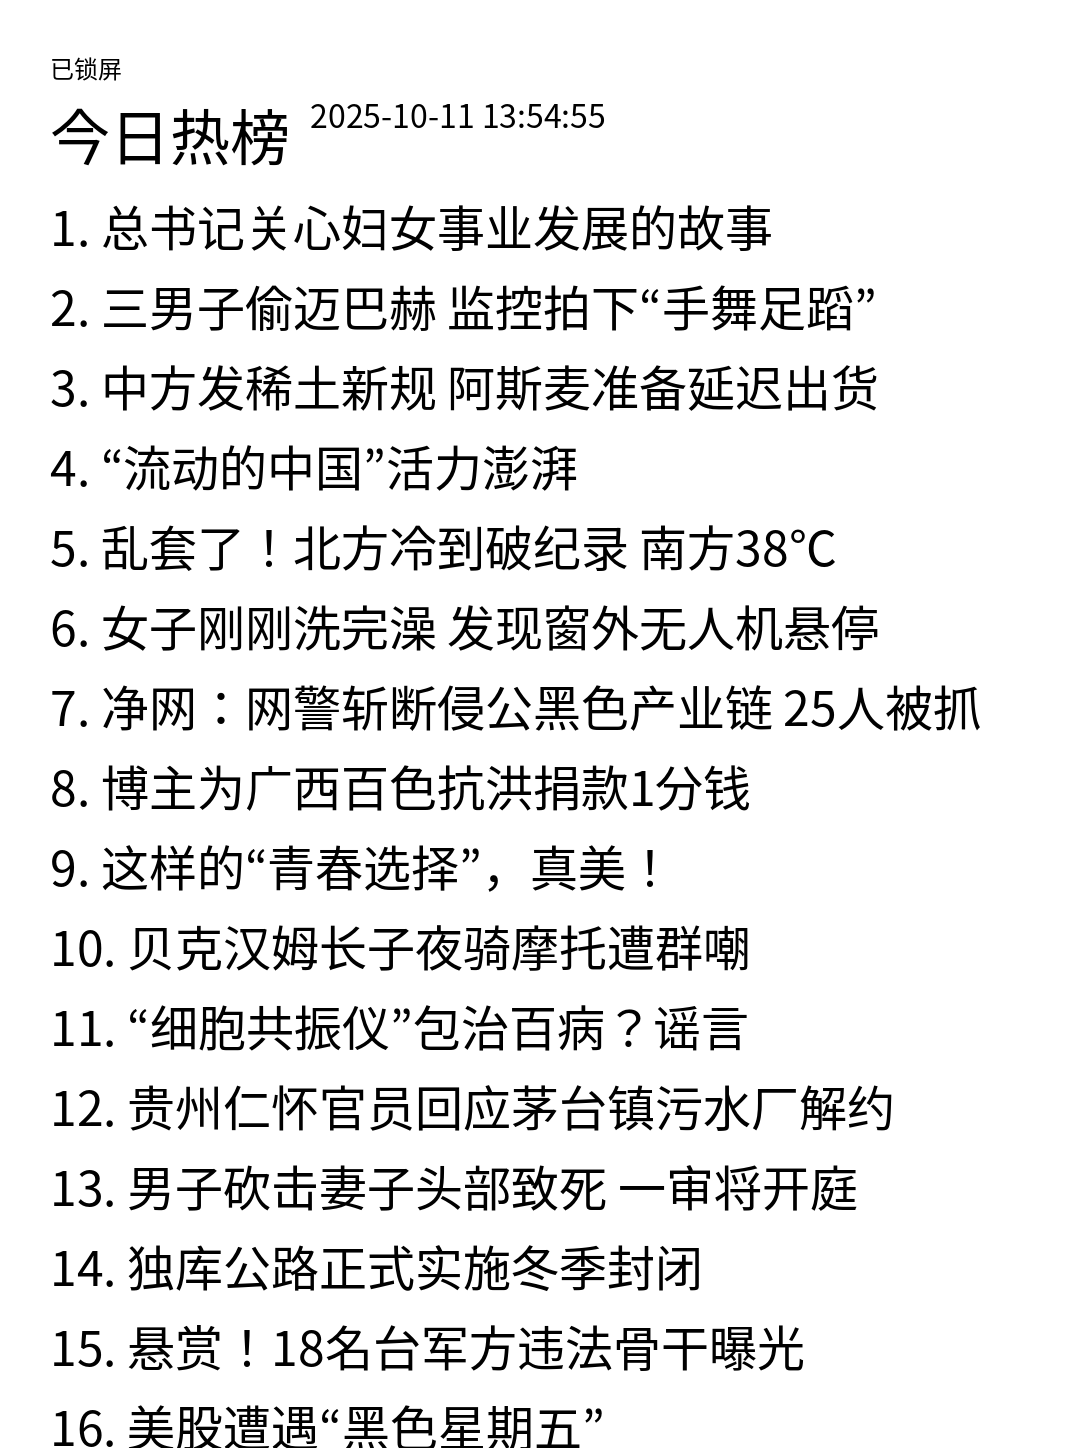 已锁屏
今日热榜 2025-10-11 13:54:55
1. 总书记关心妇女事业发展的故事
2. 三男子偷迈巴赫 监控拍下“手舞足蹈”
3. 中方发稀土新规 阿斯麦准备延迟出货
4. “流动的中国”活力澎湃
5. 乱套了！北方冷到破纪录 南方38℃
6. 女子刚刚洗完澡 发现窗外无人机悬停
7. 净网：网警斩断侵公黑色产业链 25人被抓
8. 博主为广西百色抗洪捐款1分钱
9. 这样的“青春选择”，真美！
10. 贝克汉姆长子夜骑摩托遭群嘲
11. “细胞共振仪”包治百病？谣言
12. 贵州仁怀官员回应茅台镇污水厂解约
13. 男子砍击妻子头部致死 一审将开庭
14. 独库公路正式实施冬季封闭
15. 悬赏！18名台军方违法骨干曝光
16. 美股遭遇“黑色星期五”